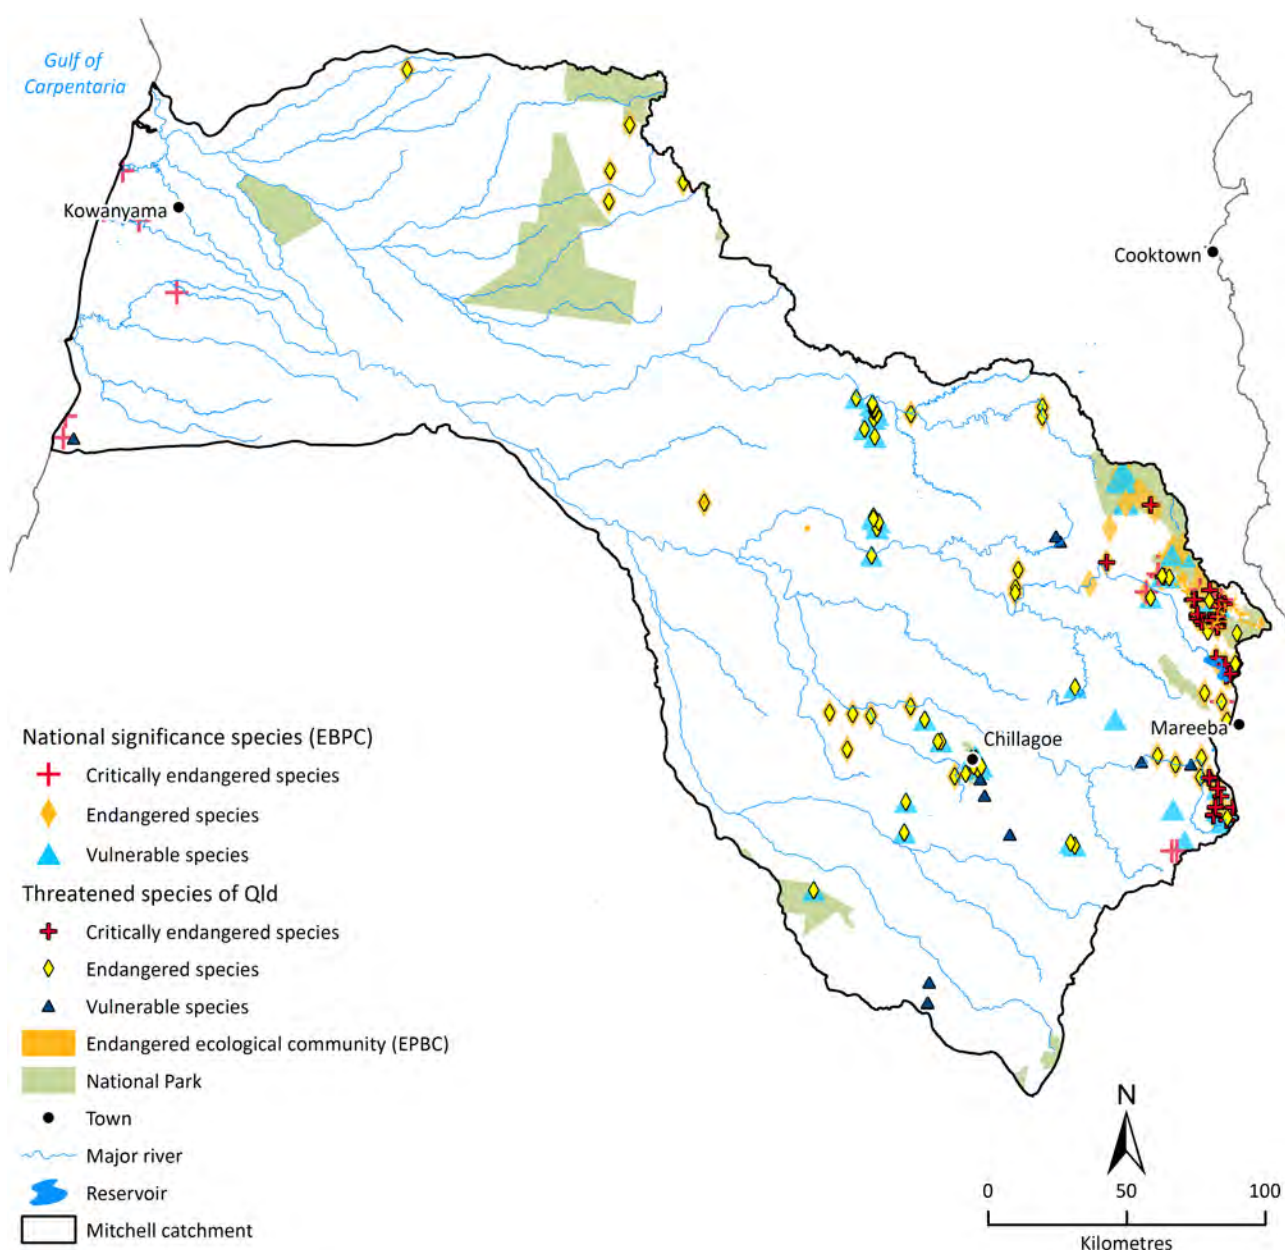 Gulf of
Carpentaria
Kowanyama
Cooktown
Mareeba
Chillagoe
National significance species (EBPC)
Critically endangered species
Endangered species
Vulnerable species
Threatened species of Qld
Critically endangered species
Endangered species
Vulnerable species
Endangered ecological community (EPBC)
National Park
Town
Major river
Reservoir
Mitchell catchment
N
0 50 100
Kilometres